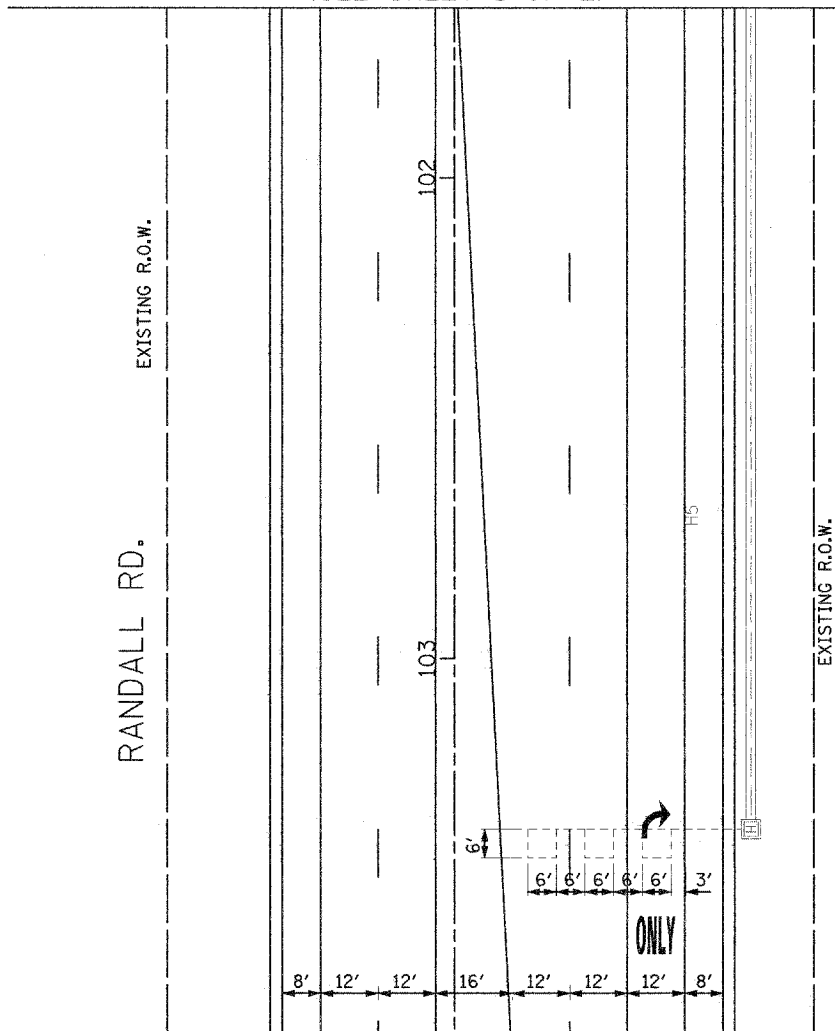 102
EXISTING R.O.W.
H5
RANDALL RD.
EXISTING R.O.W.
103
6'
H
6' 6' 6' 6' 6' 3'
ONLY
8' 12' 12' 16' 12' 12' 12' 8'